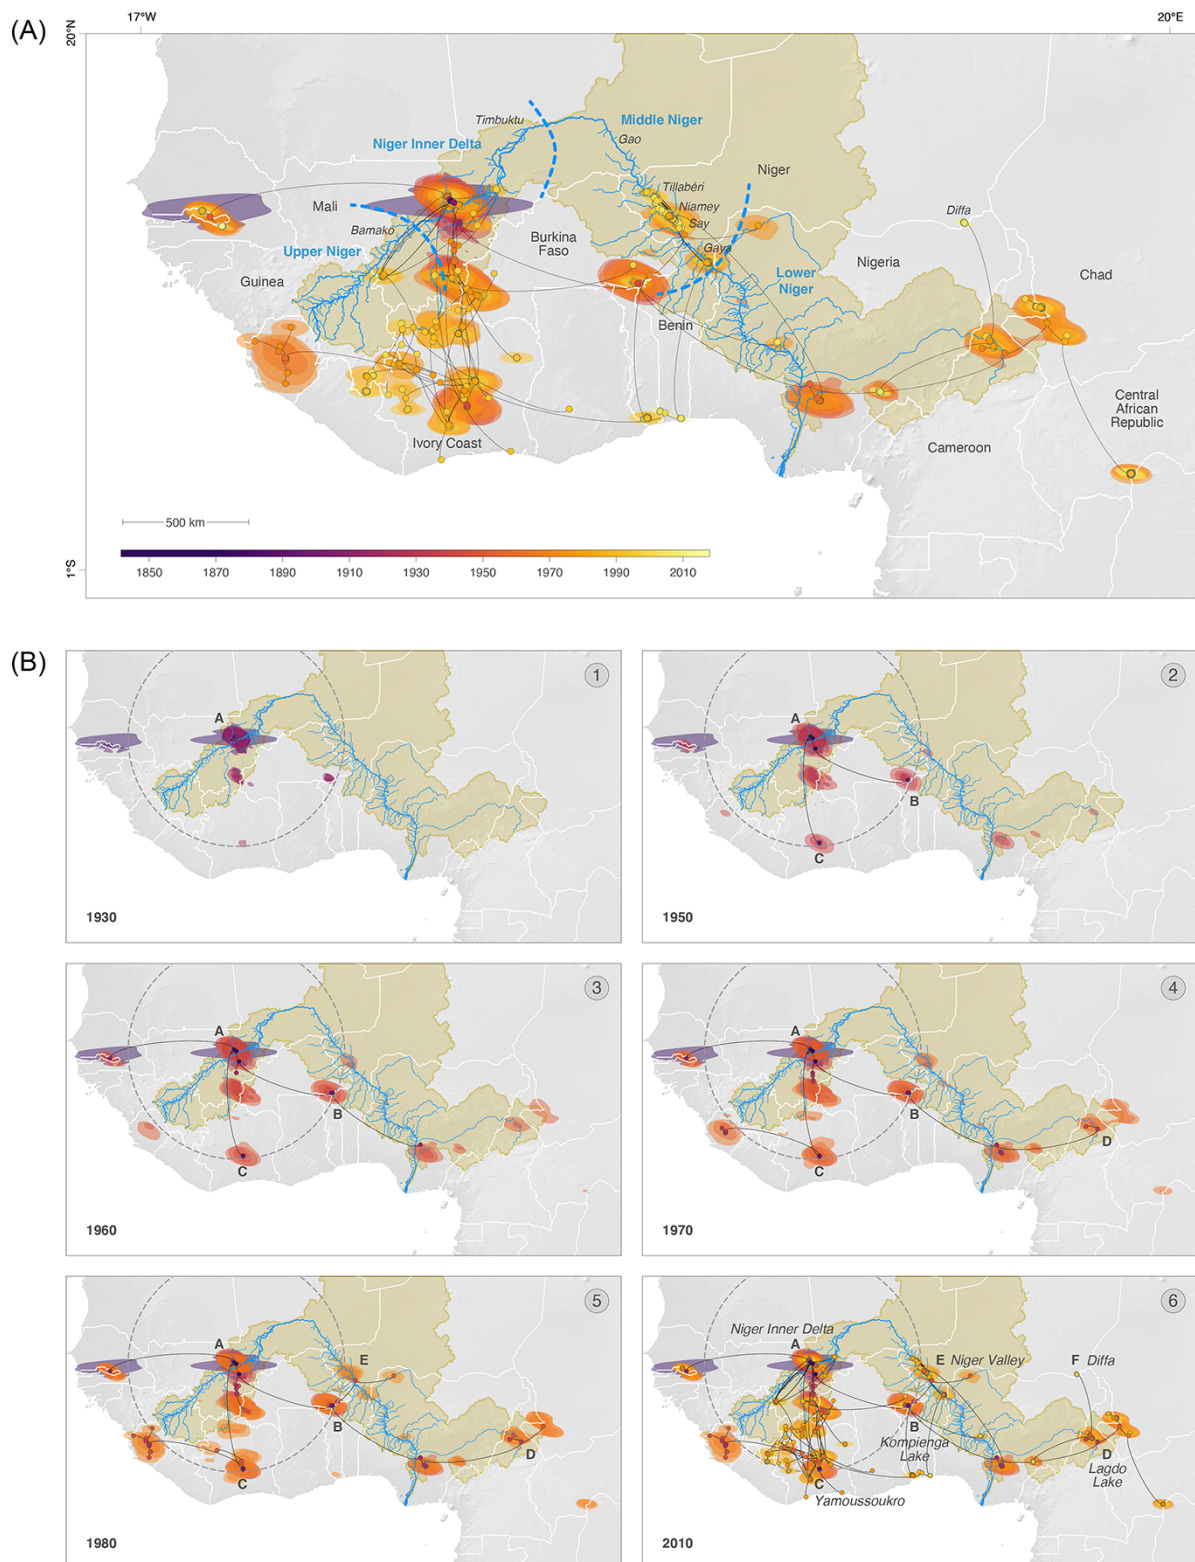 (A)
17°W
20°E
20°N
Timbuktu
Middle Niger
Niger Inner Delta
Gao
Niger
Tillabéri
Mali
Niamey
Diffa
Say
Bamako
Burkina
Faso
Upper Niger
Gaya
Nigeria
Lower
Niger
Guinea
Chad
Benin
Central
African
Republic
Ivory Coast
Cameroon
500 km
1°S
1850
1870
1890
1910
1930
1950
1970
1990
2010
(B)
1
A
1930
2
A
B
C
1950
3
A
B
C
1960
4
A
B
D
C
1970
5
A
E
B
D
C
1980
6
Niger Inner Delta
A
E Niger Valley
F Diffa
B
Kompienga
Lake
D
Lagdo
Lake
C
Yamoussoukro
2010